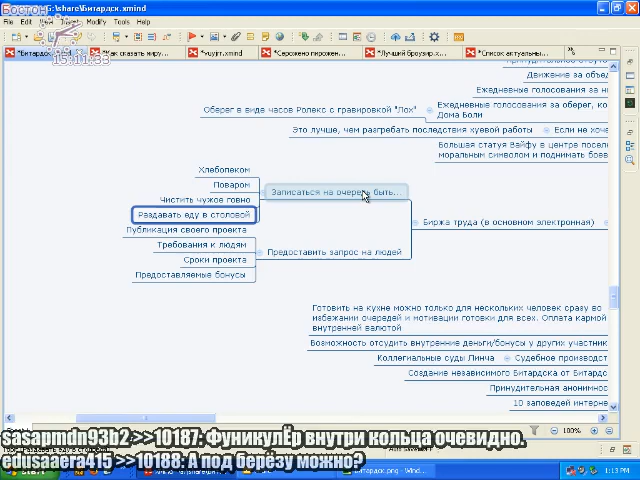 Бостон G:\share\Битардск.xmind
File Edit View Insert Modify Tools Help
15:11:33
*Битардск *Как сказать миру... *vuyjrr.xmind *Серожено пирожен... *Лучший броузир.x... *Список актуальны...
Движение за объед
Ежедневные голосования за н
Оберег в виде часов Ролекс с гравировкой "Лох"
Ежедневные голосования за оберег, ко
Дома Боли
Это лучше, чем разгребать последствия хуевой работы
Если не хоче
Большая статуя Вайфу в центре посел
моральным символом и поднимать боев
Хлебопеком
Поваром
Чистить чужое говно
Раздавать еду в столовой
Записаться на очередь быть...
Биржа труда (в основном электронная)
Публикация своего проекта
Требования к людям
Сроки проекта
Предоставляемые бонусы
Предоставить запрос на людей
Готовить на кухне можно только для нескольких человек сразу во
избежании очередей и мотивации готовки для всех. Оплата кармой
внутренней валютой
Возможность отсудить внутренние деньги/бонусы у других участник
Коллегиальные суды Линча
Судебное производст
Создание независимого Битардска от Битардс
Принудительная анонимнос
10 заповедей интерне
100%
sasapmdn93b2 >>10187: ФуникулЁр внутри кольца очевидно.
edusaaera415 >>10188: А под берёзу можно?
Битардск.png - Wind...
1:13 PM